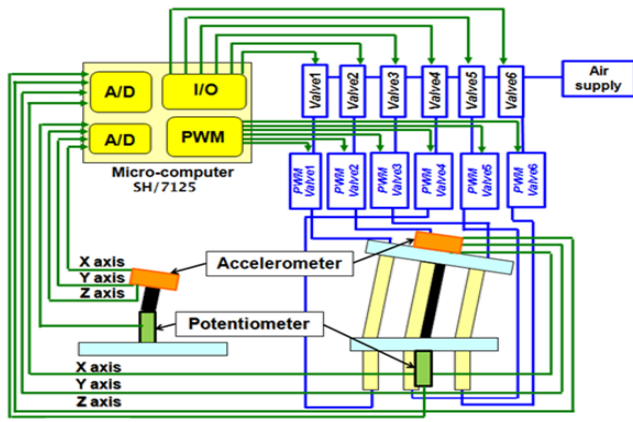 A/D
I/O
A/D
PWM
Micro-computer
SH/7125
Valve1
Valve2
Valve3
Valve4
Valve5
Valve6
Air
supply
PWM
Valve1
PWM
Valve2
PWM
Valve3
PWM
Valve4
PWM
Valve5
PWM
Valve6
X axis
Y axis
Z axis
Accelerometer
Potentiometer
X axis
Y axis
Z axis